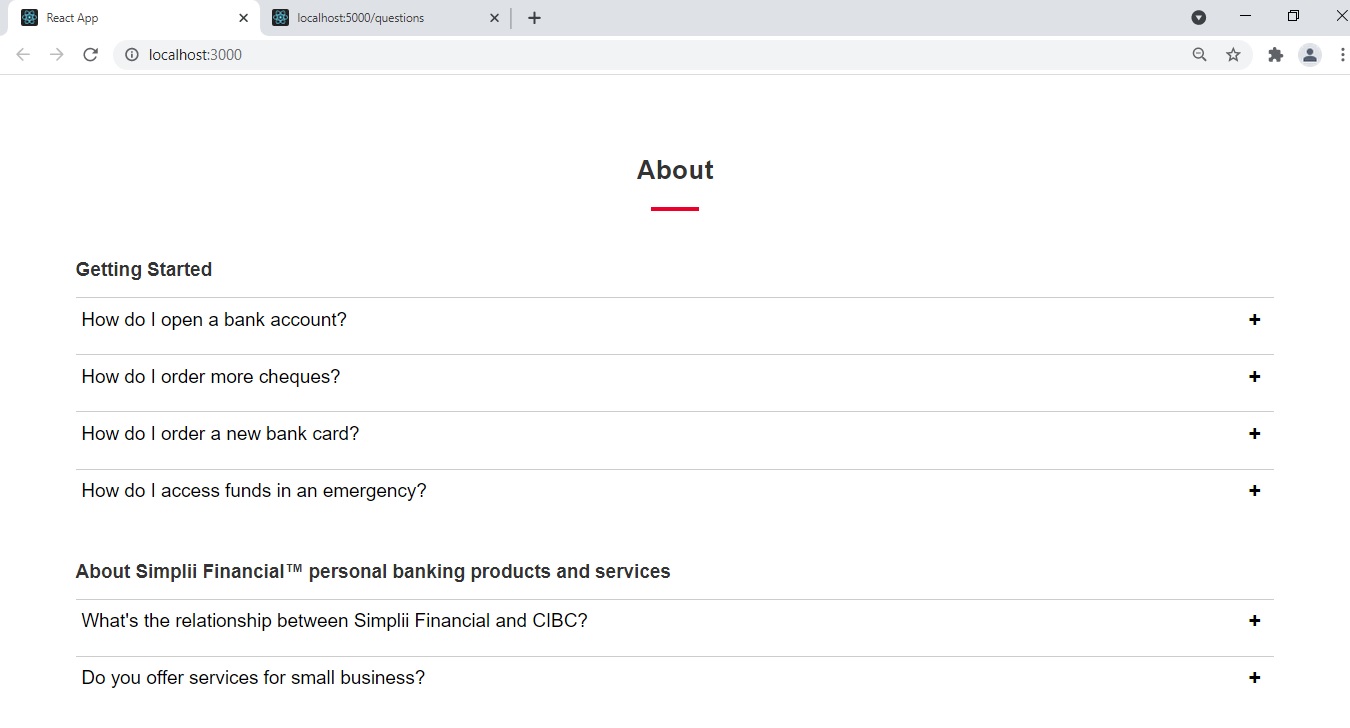 React App
localhost:5000/questions
localhost:3000
About
Getting Started
How do I open a bank account?
How do I order more cheques?
How do I order a new bank card?
How do I access funds in an emergency?
About Simplii Financial™ personal banking products and services
What's the relationship between Simplii Financial and CIBC?
Do you offer services for small business?